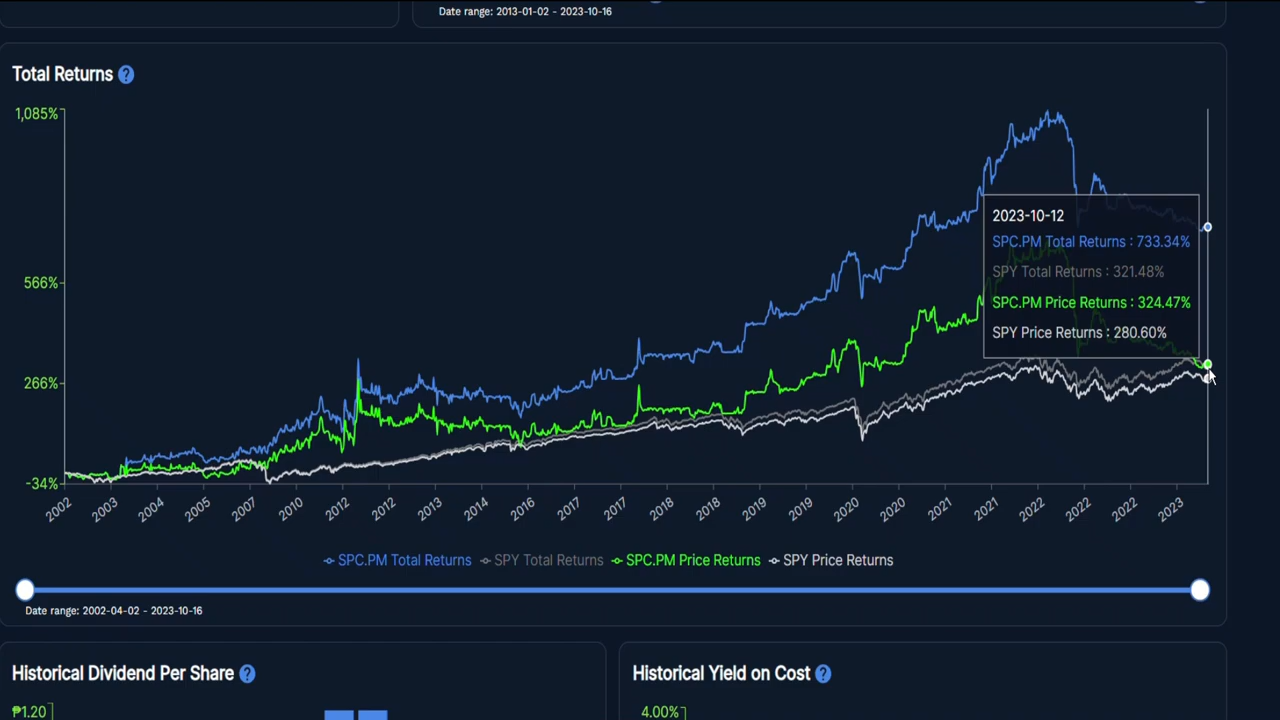 Date range: 2013-01-02 - 2023-10-16
Total Returns ?
1,085%
566%
266%
-34%
2023-10-12
SPC.PM Total Returns : 733.34%
SPY Total Returns : 321.48%
SPC.PM Price Returns : 324.47%
SPY Price Returns : 280.60%
2002 2003 2004 2005 2007 2010 2012 2012 2013 2014 2016 2017 2017 2018 2018 2019 2019 2020 2020 2021 2021 2022 2022 2022 2023
SPC.PM Total Returns SPY Total Returns SPC.PM Price Returns SPY Price Returns
Date range: 2002-04-02 - 2023-10-16
Historical Dividend Per Share ?
Historical Yield on Cost ?
₱1.20
4.00%